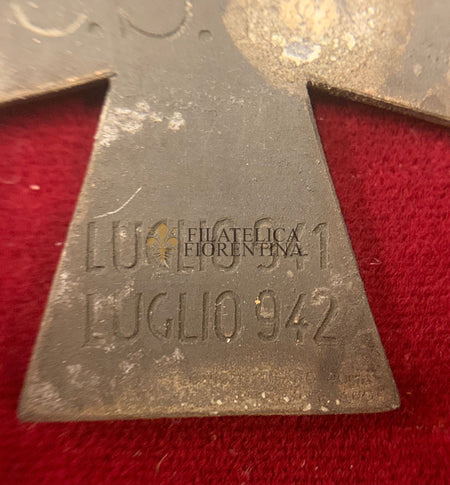 C.S.
FILATELICA
FIORENTINA
LUGLIO 941
LUGLIO 942